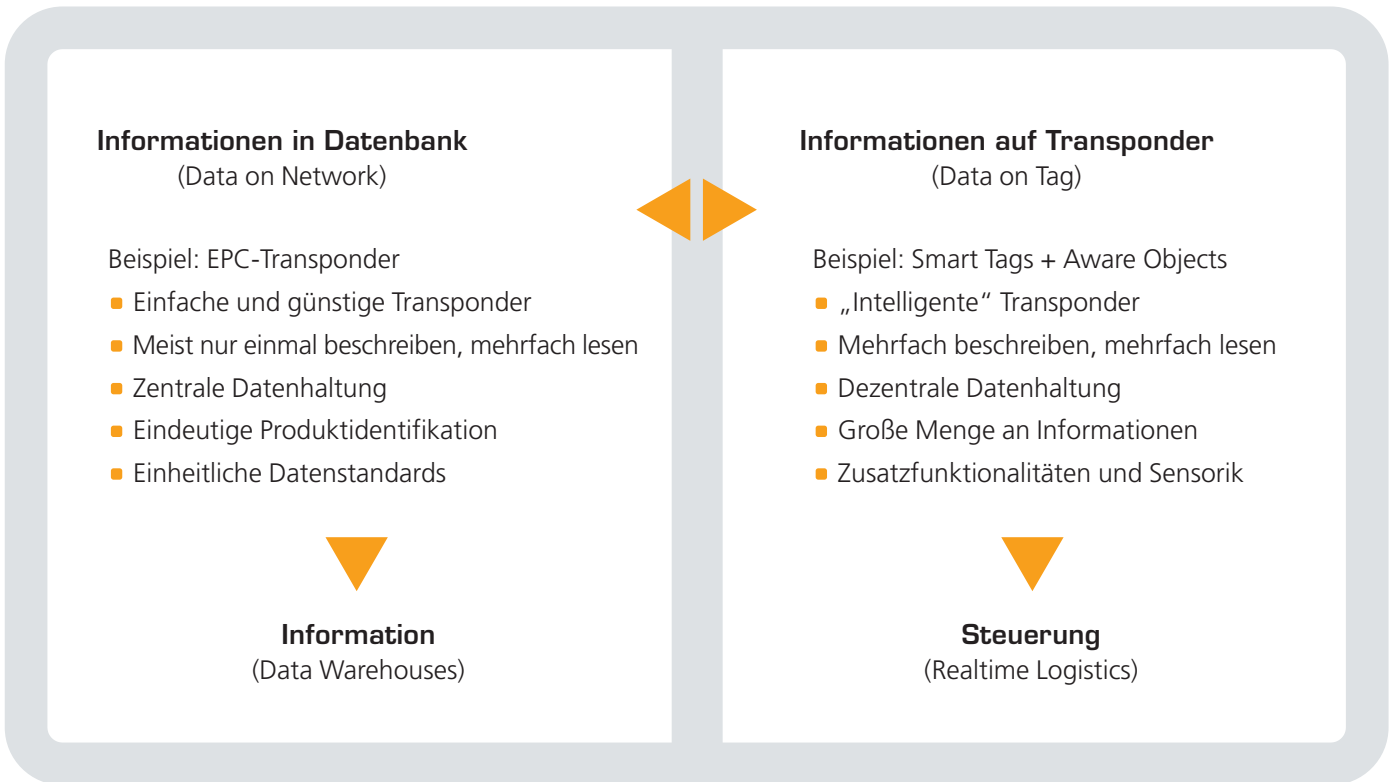 Informationen in Datenbank
(Data on Network)
Beispiel: EPC-Transponder
Einfache und günstige Transponder
Meist nur einmal beschreiben, mehrfach lesen
Zentrale Datenhaltung
Eindeutige Produktidentifikation
Einheitliche Datenstandards
Information
(Data Warehouses)
Informationen auf Transponder
(Data on Tag)
Beispiel: Smart Tags + Aware Objects
„Intelligente“ Transponder
Mehrfach beschreiben, mehrfach lesen
Dezentrale Datenhaltung
Große Menge an Informationen
Zusatzfunktionalitäten und Sensorik
Steuerung
(Realtime Logistics)